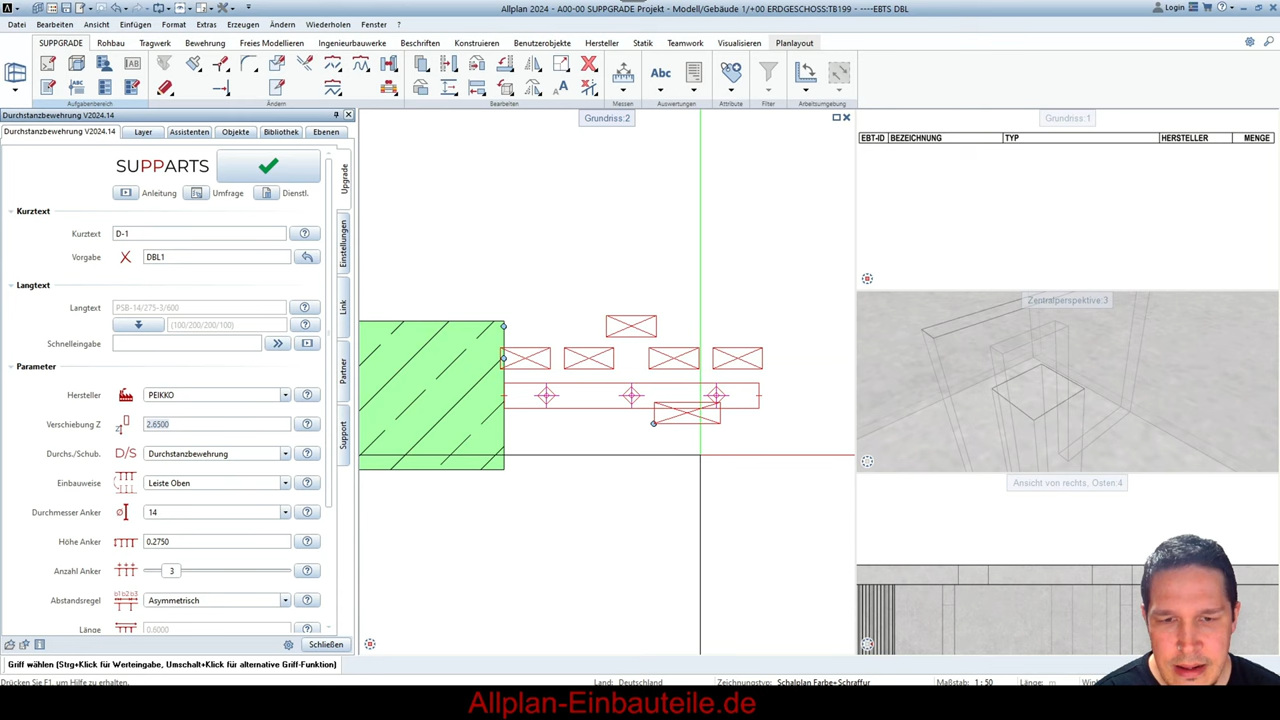 Allplan 2024 - A00-00 SUPPGRADE Projekt - Modell/Gebäude 1/+00 ERDGESCHOSS:TB199 - ----EBTS DBL
Login
Datei Bearbeiten Ansicht Einfügen Format Extras Erzeugen Ändern Wiederholen Fenster ?
SUPPGRADE Rohbau Tragwerk Bewehrung Freies Modellieren Ingenieurbauwerke Beschriften Konstruieren Benutzerobjekte Hersteller Statik Teamwork Visualisieren Planlayout
Abc
Aufgabenbereich Ändern Bearbeiten Messen Auswertungen Attribute Filter Arbeitsumgebung
Durchstanzbewehrung V2024.14
Durchstanzbewehrung V2024.14 Layer Assistenten Objekte Bibliothek Ebenen
SUPPARTS
Anleitung Umfrage Dienstl.
Kurztext
Kurztext D-1
Vorgabe DBL1
Langtext
Langtext PSB-14/275-3/600
(100/200/200/100)
Schnelleingabe
Parameter
Hersteller PEIKKO
Verschiebung Z 2.6500
Durchs./Schub. D/S Durchstanzbewehrung
Einbauweise Leiste Oben
Durchmesser Anker 14
Höhe Anker 0.2750
Anzahl Anker 3
Abstandsregel b1b2b3 Asymmetrisch
Länge 0.6000
Schließen
Upgrade
Einstellungen
Link
Partner
Support
Grundriss:2
Grundriss:1
EBT-ID BEZEICHNUNG TYP HERSTELLER MENGE
Zentralperspektive:3
Ansicht von rechts, Osten:4
Griff wählen (Strg+Klick für Werteingabe, Umschalt+Klick für alternative Griff-Funktion)
Drücken Sie F1, um Hilfe zu erhalten.
Land: Deutschland Zeichnungstyp: Schalplan Farbe+Schraffur Maßstab: 1 : 50 Länge: m
Allplan-Einbauteile.de